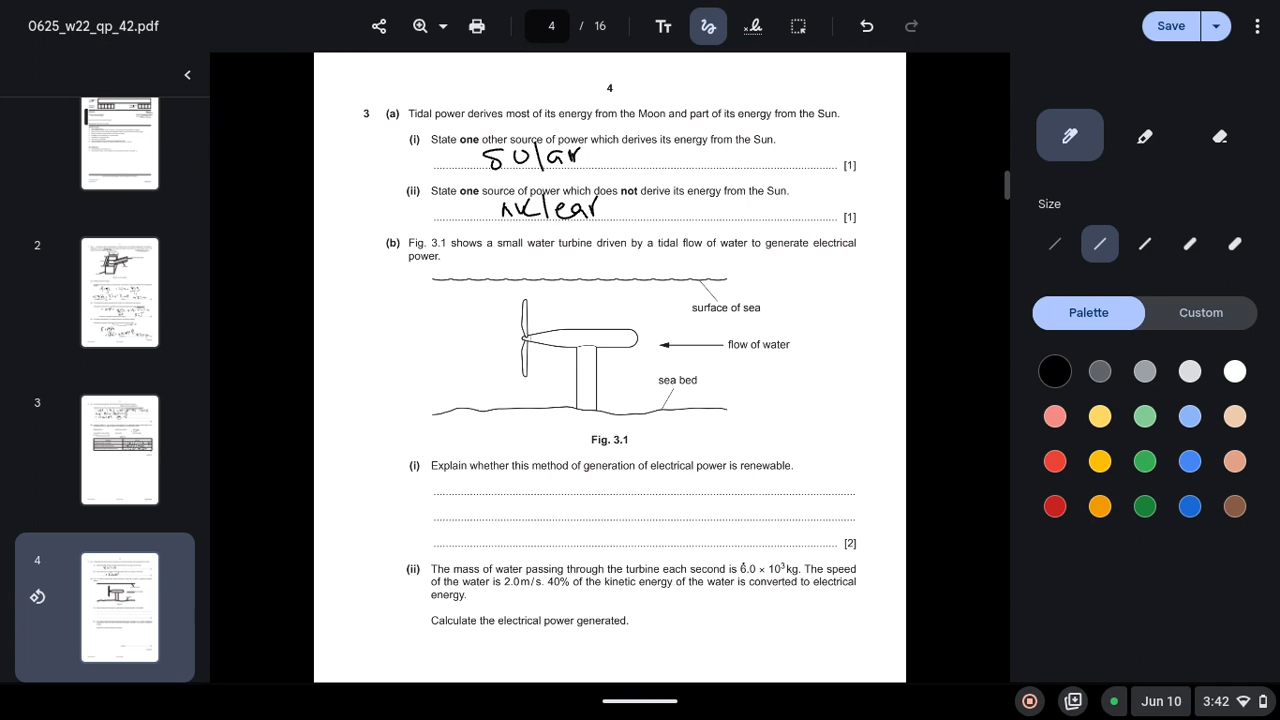 0625_w22_qp_42.pdf
4 / 16
Save
2
3
4
4
3 (a) Tidal power derives most of its energy from the Moon and part of its energy from the Sun.
(i) State one other source of power which derives its energy from the Sun.
solar
[1]
(ii) State one source of power which does not derive its energy from the Sun.
nuclear
[1]
(b) Fig. 3.1 shows a small water turbine driven by a tidal flow of water to generate electrical
power.
surface of sea
flow of water
sea bed
Fig. 3.1
(i) Explain whether this method of generation of electrical power is renewable.
[2]
(ii) The mass of water passing through the turbine each second is 6.0 × 10³ kg. The speed
of the water is 2.0 m/s. 40% of the kinetic energy of the water is converted to electrical
energy.
Calculate the electrical power generated.
Size
Palette
Custom
Jun 10
3:42